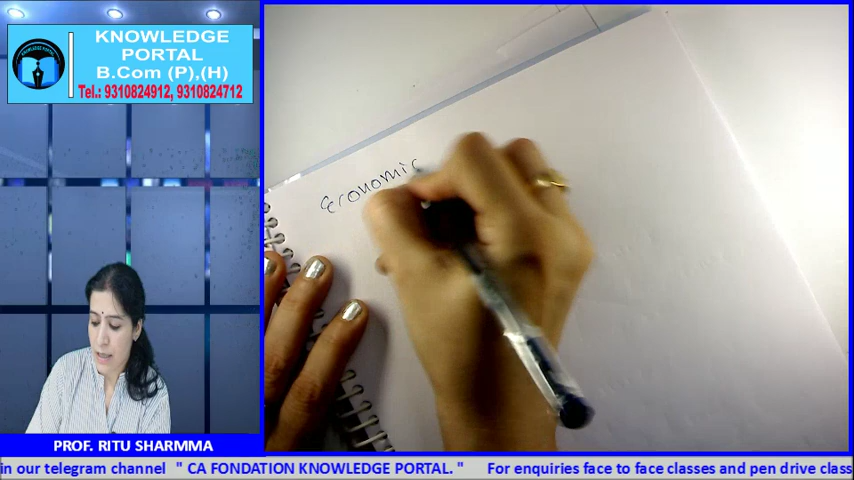 KNOWLEDGE
PORTAL
B.Com (P),(H)
Tel.: 9310824912, 9310824712
Economic
PROF. RITU SHARMMA
in our telegram channel " CA FONDATION KNOWLEDGE PORTAL. " For enquiries face to face classes and pen drive class